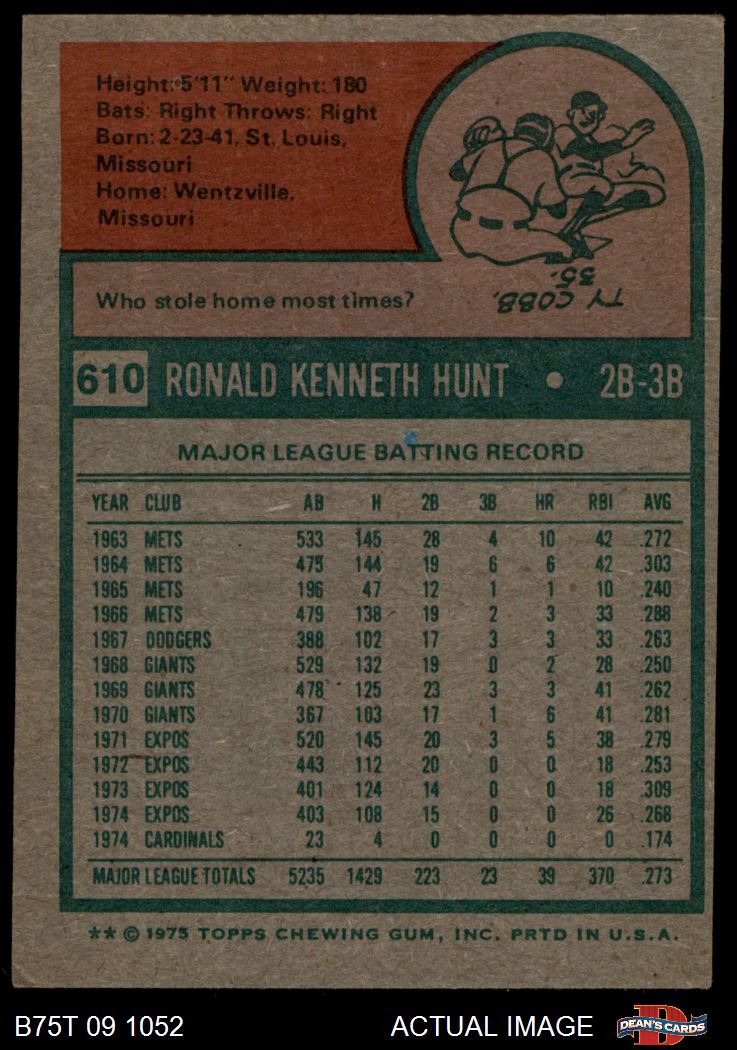 Height: 5'11" Weight: 180
Bats: Right Throws: Right
Born: 2-23-41, St. Louis,
Missouri
Home: Wentzville,
Missouri
Who stole home most times?
TY COBB,
35.
610 RONALD KENNETH HUNT • 2B-3B
MAJOR LEAGUE BATTING RECORD
YEAR CLUB AB H 2B 3B HR RBI AVG
1963 METS 533 145 28 4 10 42 .272
1964 METS 475 144 19 6 6 42 .303
1965 METS 196 47 12 1 1 10 .240
1966 METS 479 138 19 2 3 33 .288
1967 DODGERS 388 102 17 3 3 33 .263
1968 GIANTS 529 132 19 0 2 28 .250
1969 GIANTS 478 125 23 3 3 41 .262
1970 GIANTS 367 103 17 1 6 41 .281
1971 EXPOS 520 145 20 3 5 38 .279
1972 EXPOS 443 112 20 0 0 18 .253
1973 EXPOS 401 124 14 0 0 18 .309
1974 EXPOS 403 108 15 0 0 26 .268
1974 CARDINALS 23 4 0 0 0 0 .174
MAJOR LEAGUE TOTALS 5235 1429 223 23 39 370 .273
** © 1975 TOPPS CHEWING GUM, INC. PRTD IN U.S.A.
B75T 09 1052 ACTUAL IMAGE D DEAN'S CARDS